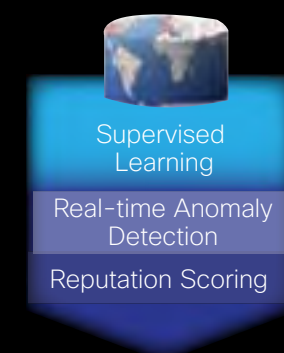 Supervised
Learning
Real-time Anomaly
Detection
Reputation Scoring